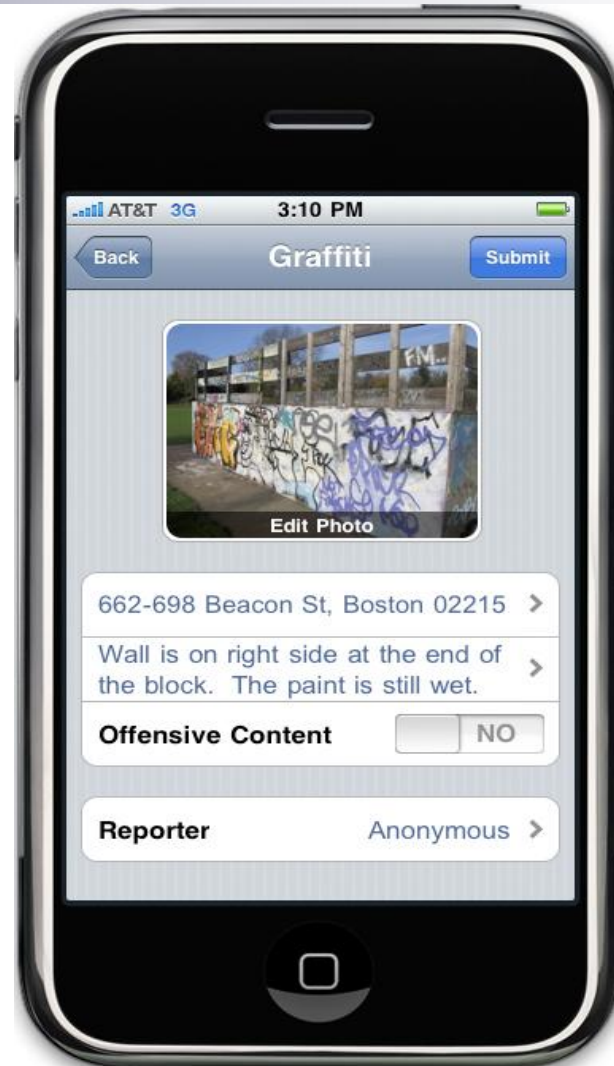 AT&T 3G 3:10 PM
Back Graffiti Submit
FM..
Edit Photo
662-698 Beacon St, Boston 02215
Wall is on right side at the end of
the block. The paint is still wet.
Offensive Content NO
Reporter Anonymous